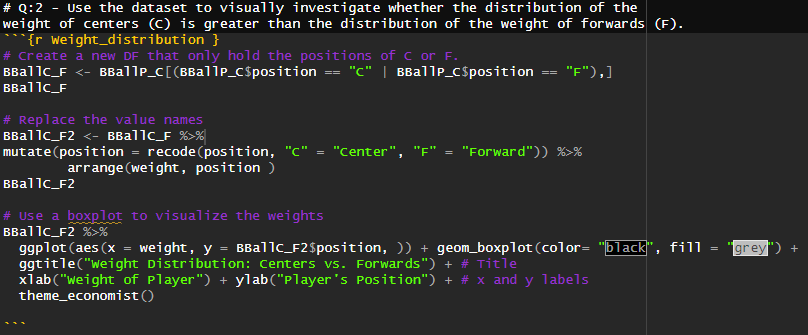 # Q:2 - Use the dataset to visually investigate whether the distribution of the
weight of centers (C) is greater than the distribution of the weight of forwards (F).
```{r Weight_distribution }
# Create a new DF that only hold the positions of C or F.
BBallC_F <- BBallP_C[(BBallP_C$position == "C" | BBallP_C$position == "F"),]
BBallC_F

# Replace the value names
BBallC_F2 <- BBallC_F %>%
mutate(position = recode(position, "C" = "Center", "F" = "Forward")) %>%
        arrange(weight, position )
BBallC_F2

# Use a boxplot to visualize the weights
BBallC_F2 %>%
  ggplot(aes(x = weight, y = BBallC_F2$position, )) + geom_boxplot(color= "black", fill = "grey") +
  ggtitle("Weight Distribution: Centers vs. Forwards") + # Title
  xlab("Weight of Player") + ylab("Player's Position") + # x and y labels
  theme_economist()

```